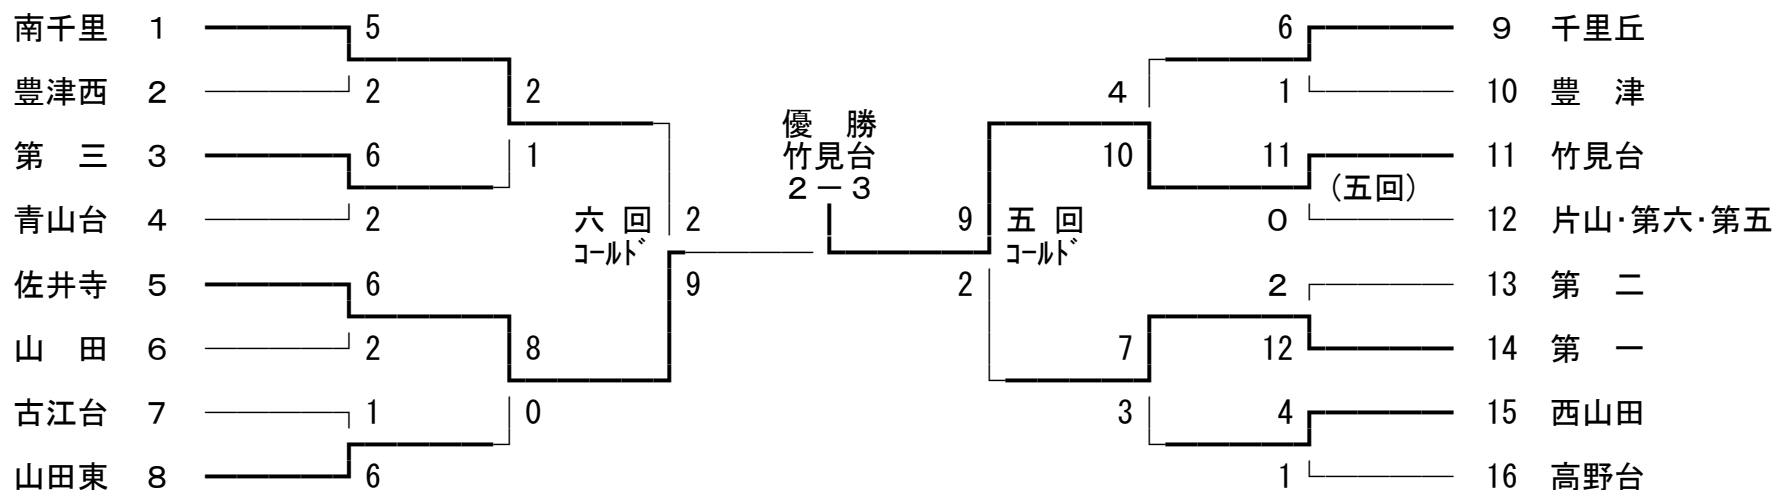 南千里 1 5 6 9 千里丘
豊津西 2 2 2 4 1 10 豊 津
優 勝
第 三 3 6 1 竹見台 10 11 11 竹見台
2－3 (五回)
青山台 4 2 六 回 2 9 五 回 0 12 片山・第六・第五
コールド コールド
佐井寺 5 6 9 2 2 13 第 二
山 田 6 2 8 7 12 14 第 一
古江台 7 1 0 3 4 15 西山田
山田東 8 6 1 16 高野台